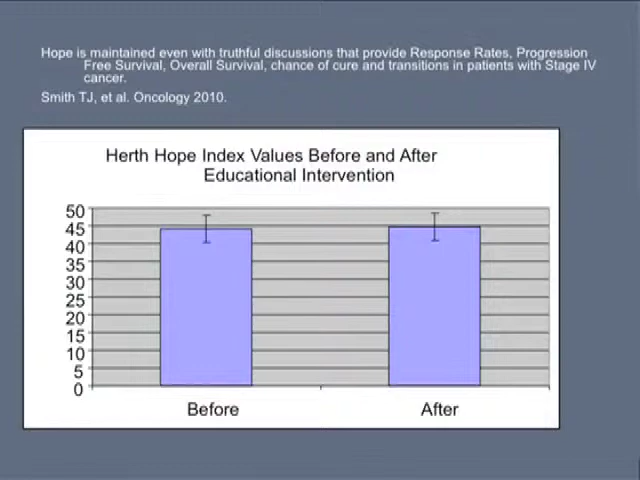 Hope is maintained even with truthful discussions that provide Response Rates, Progression
Free Survival, Overall Survival, chance of cure and transitions in patients with Stage IV
cancer.
Smith TJ, et al. Oncology 2010.
Herth Hope Index Values Before and After
Educational Intervention
50
45
40
35
30
25
20
15
10
5
0
Before After